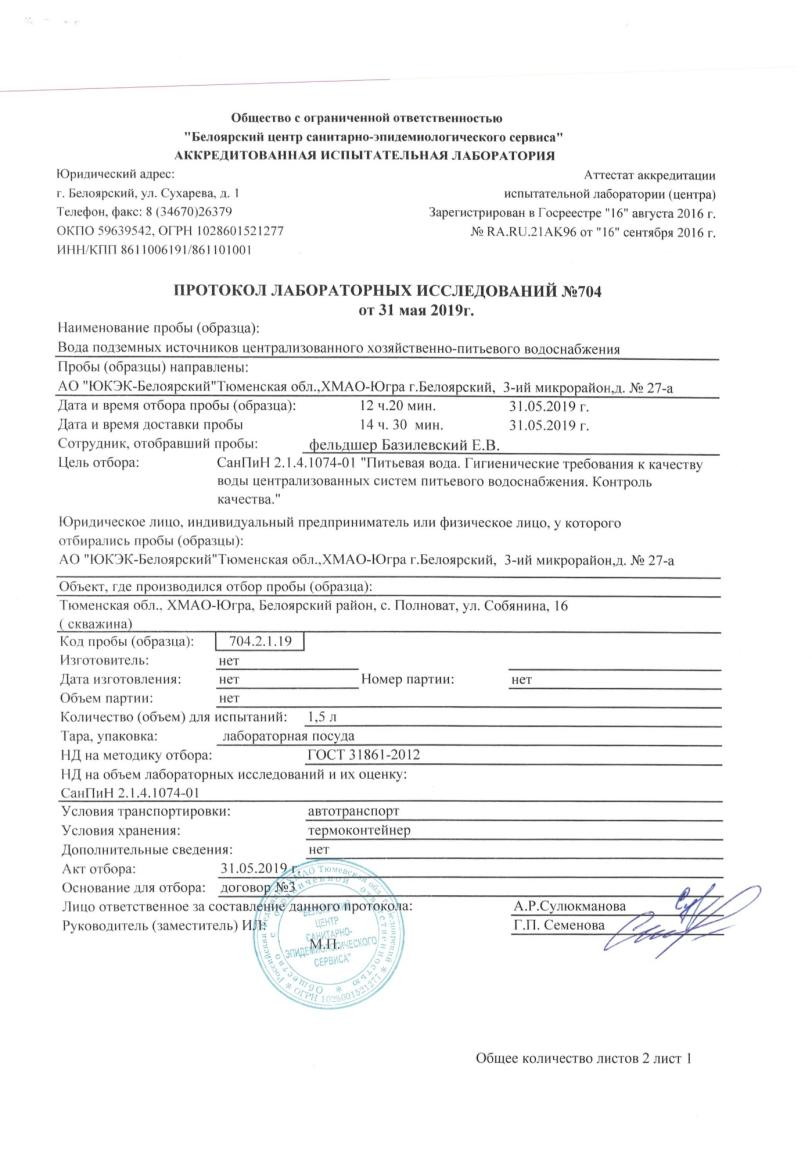 Общество с ограниченной ответственностью
"Белоярский центр санитарно-эпидемиологического сервиса"
АККРЕДИТОВАННАЯ ИСПЫТАТЕЛЬНАЯ ЛАБОРАТОРИЯ
Юридический адрес: Аттестат аккредитации
г. Белоярский, ул. Сухарева, д. 1 испытательной лаборатории (центра)
Телефон, факс: 8 (34670)26379 Зарегистрирован в Госреестре "16" августа 2016 г.
ОКПО 59639542, ОГРН 1028601521277 № RA.RU.21АК96 от "16" сентября 2016 г.
ИНН/КПП 8611006191/861101001
ПРОТОКОЛ ЛАБОРАТОРНЫХ ИССЛЕДОВАНИЙ №704
от 31 мая 2019г.
Наименование пробы (образца):
Вода подземных источников централизованного хозяйственно-питьевого водоснабжения
Пробы (образцы) направлены:
АО "ЮКЭК-Белоярский"Тюменская обл.,ХМАО-Югра г.Белоярский, 3-ий микрорайон,д. № 27-а
Дата и время отбора пробы (образца): 12 ч.20 мин. 31.05.2019 г.
Дата и время доставки пробы 14 ч. 30 мин. 31.05.2019 г.
Сотрудник, отобравший пробы: фельдшер Базилевский Е.В.
Цель отбора: СанПиН 2.1.4.1074-01 "Питьевая вода. Гигиенические требования к качеству
воды централизованных систем питьевого водоснабжения. Контроль
качества."
Юридическое лицо, индивидуальный предприниматель или физическое лицо, у которого
отбирались пробы (образцы):
АО "ЮКЭК-Белоярский"Тюменская обл.,ХМАО-Югра г.Белоярский, 3-ий микрорайон,д. № 27-а
Объект, где производился отбор пробы (образца):
Тюменская обл., ХМАО-Югра, Белоярский район, с. Полноват, ул. Собянина, 16
( скважина)
Код пробы (образца): 704.2.1.19
Изготовитель: нет
Дата изготовления: нет Номер партии: нет
Объем партии: нет
Количество (объем) для испытаний: 1,5 л
Тара, упаковка: лабораторная посуда
НД на методику отбора: ГОСТ 31861-2012
НД на объем лабораторных исследований и их оценку:
СанПиН 2.1.4.1074-01
Условия транспортировки: автотранспорт
Условия хранения: термоконтейнер
Дополнительные сведения: нет
Акт отбора: 31.05.2019 г.
Основание для отбора: договор №3
Лицо ответственное за составление данного протокола: А.Р.Сулюкманова
Руководитель (заместитель) ИЛ: Г.П. Семенова
М.П.
ЦЕНТР
САНИТАРНО-
ЭПИДЕМИОЛОГИЧЕСКОГО
СЕРВИСА"
ОГРН 1028601521277
Общее количество листов 2 лист 1